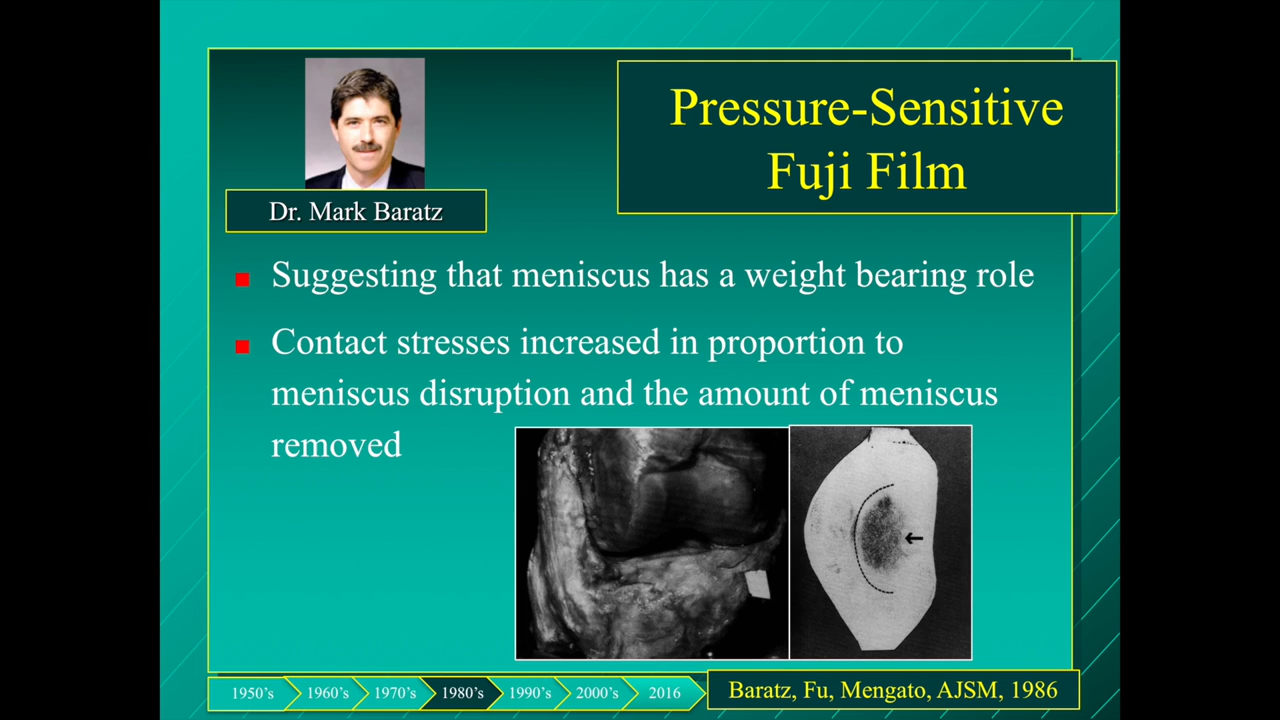 Pressure-Sensitive
Fuji Film
Dr. Mark Baratz
Suggesting that meniscus has a weight bearing role
Contact stresses increased in proportion to
meniscus disruption and the amount of meniscus
removed
1950's 1960's 1970's 1980's 1990's 2000's 2016
Baratz, Fu, Mengato, AJSM, 1986